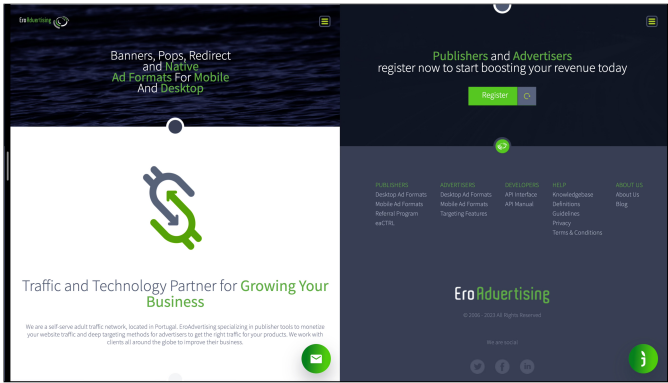 EroAdvertising
Banners, Pops, Redirect
and Native
Ad Formats For Mobile
And Desktop
Traffic and Technology Partner for Growing Your
Business
We are a self-serve adult traffic network, located in Portugal. EroAdvertising specializing in publisher tools to monetize
your website traffic and deep targeting methods for advertisers to get the right traffic for your products. We work with
clients all around the globe to improve their business.
Publishers and Advertisers
register now to start boosting your revenue today
Register
PUBLISHERS
Desktop Ad Formats
Mobile Ad Formats
Referral Program
exCTRL
ADVERTISERS
Desktop Ad Formats
Mobile Ad Formats
Targeting Features
DEVELOPERS
API Interface
API Manual
HELP
Knowledgebase
Definitions
Guidelines
Privacy
Terms & Conditions
ABOUT US
About Us
Blog
EroAdvertising
All Rights Reserved
We are social